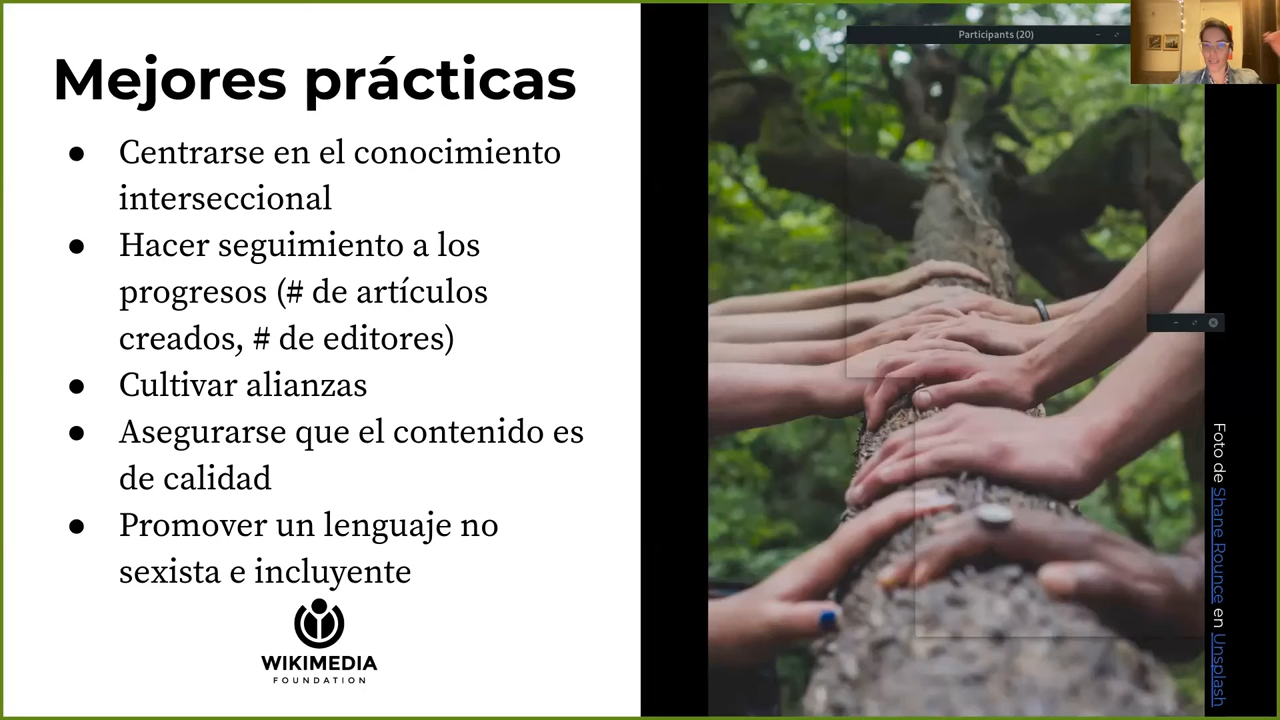 Mejores prácticas
● Centrarse en el conocimiento
interseccional
● Hacer seguimiento a los
progresos (# de artículos
creados, # de editores)
● Cultivar alianzas
● Asegurarse que el contenido es
de calidad
● Promover un lenguaje no
sexista e incluyente
WIKIMEDIA
FOUNDATION
Participants (20)
Foto de Shane Rounce en Unsplash